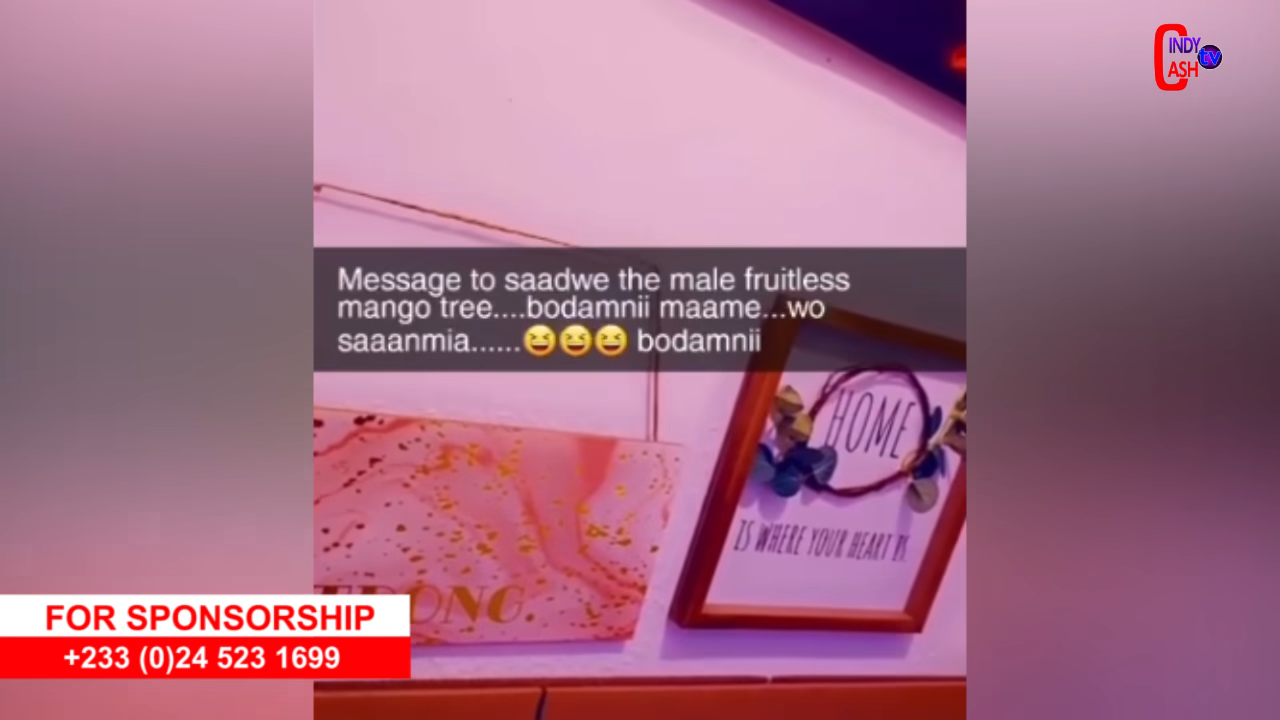 CINDY
CASH
tv
Message to saadwe the male fruitless
mango tree....bodamnii maame...wo
saaanmia......😆😆😆 bodamnii
HOME
IS WHERE YOUR HEART IS.
RONG.
FOR SPONSORSHIP
+233 (0)24 523 1699